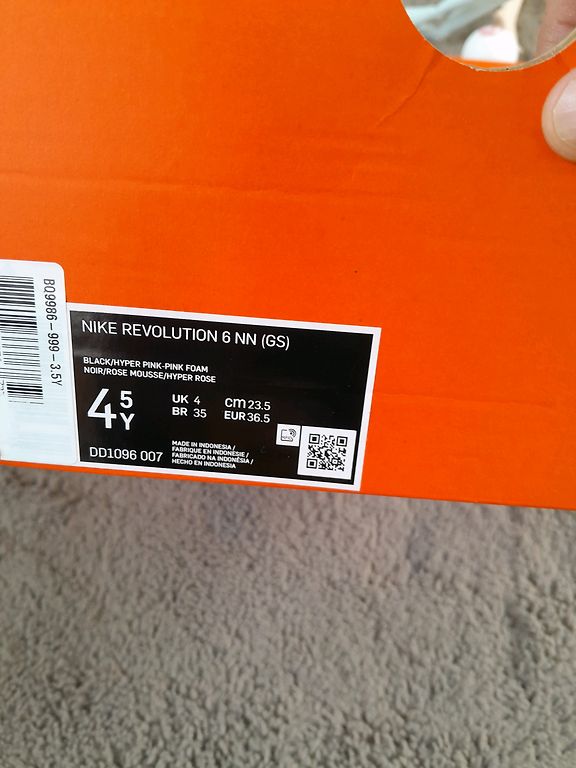 BQ9986-999-3.5Y
NIKE REVOLUTION 6 NN (GS)
BLACK/HYPER PINK-PINK FOAM
NOIR/ROSE MOUSSE/HYPER ROSE
4 5 Y
UK 4 cm 23.5
BR 35 EUR 36.5
DD1096 007
MADE IN INDONESIA /
FABRIQUE EN INDONESIE /
FABRICADO NA INDONÉSIA /
HECHO EN INDONESIA